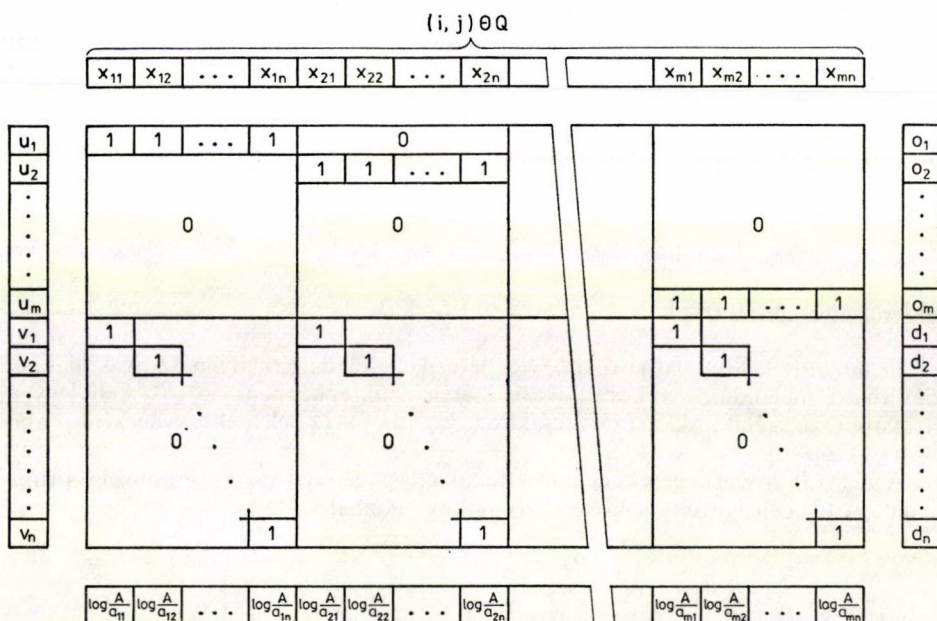 (i, j) Θ Q
x₁₁ x₁₂ . . . x₁ₙ x₂₁ x₂₂ . . . x₂ₙ xₘ₁ xₘ₂ . . . . xₘₙ
u₁ 1 1 . . . 1 0 o₁
u₂ 1 1 . . . 1 o₂
0 0 0
uₘ 1 1 1 oₘ
v₁ 1 1 1 d₁
v₂ 1 1 1 d₂
0 0 0
vₙ 1 1 1 dₙ
log A/a₁₁ log A/a₁₂ . . . log A/a₁ₙ log A/a₂₁ log A/a₂₂ . . . . log A/a₂ₙ log A/aₘ₁ log A/aₘ₂ . . . log A/aₘₙ